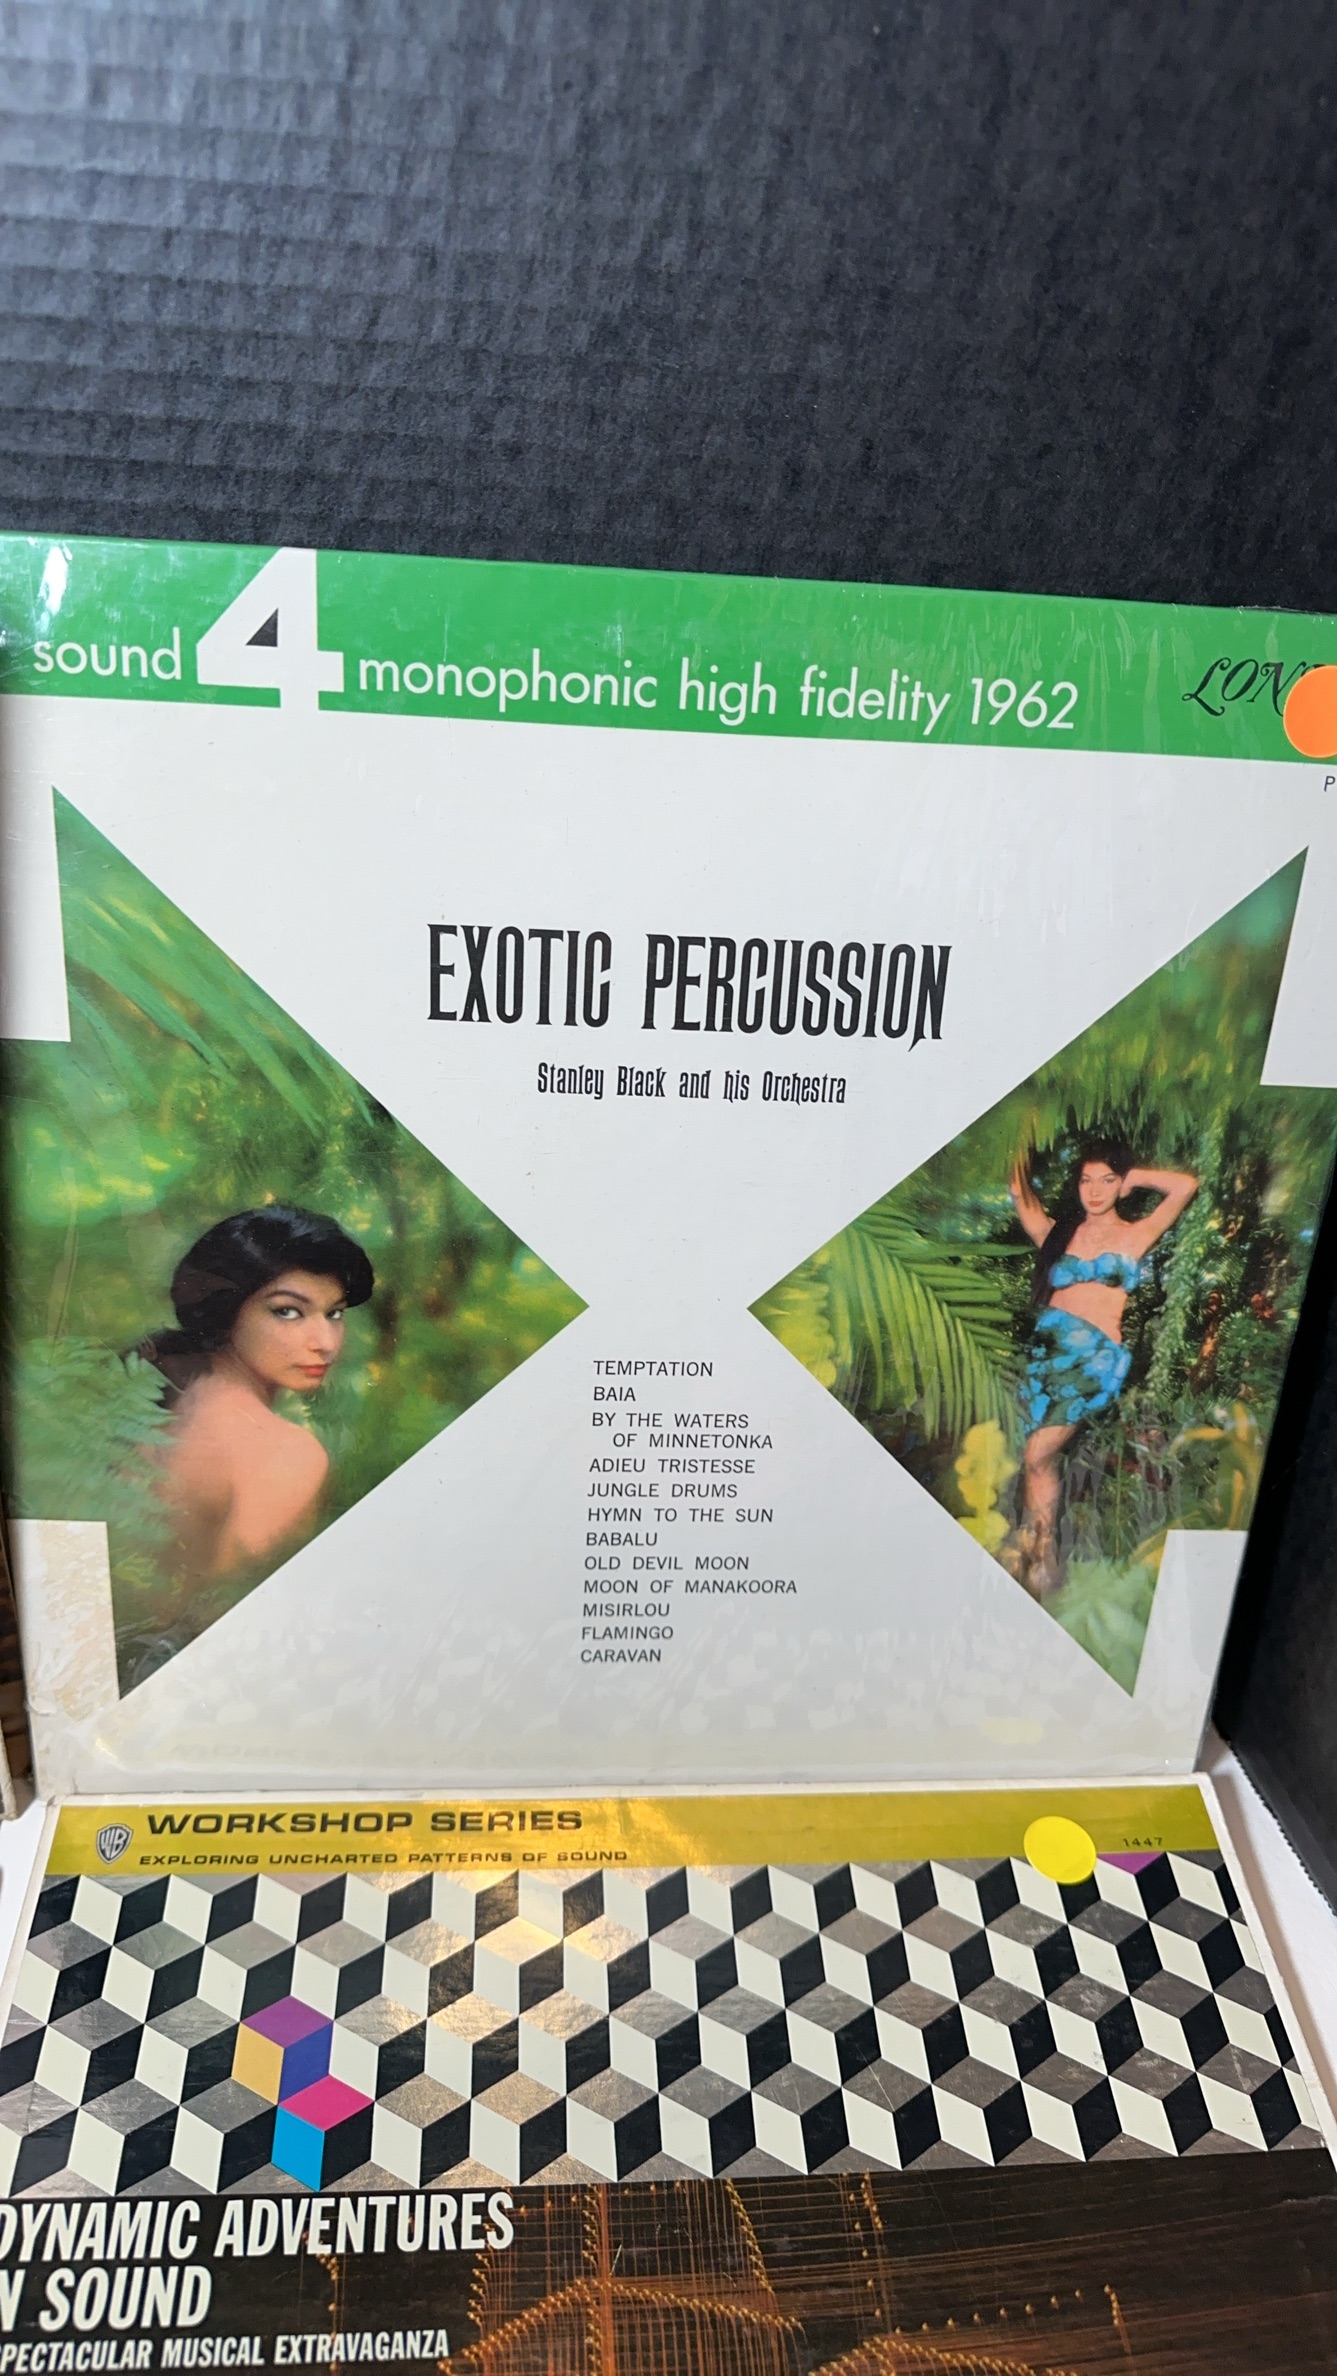 sound 4 monophonic high fidelity 1962
EXOTIC PERCUSSION
Stanley Black and his Orchestra
TEMPTATION
BAIA
BY THE WATERS
OF MINNETONKA
ADIEU TRISTESSE
JUNGLE DRUMS
HYMN TO THE SUN
BABALU
OLD DEVIL MOON
MOON OF MANAKOORA
MISIRLOU
FLAMINGO
CARAVAN
WB
WORKSHOP SERIES
EXPLORING UNCHARTED PATTERNS OF SOUND
1447
DYNAMIC ADVENTURES
N SOUND
PECTACULAR MUSICAL EXTRAVAGANZA